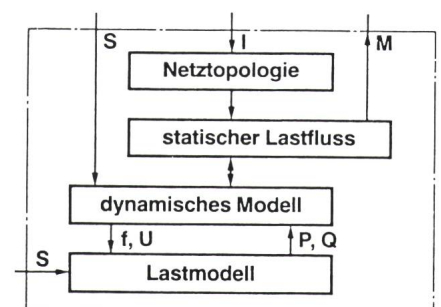 S I M
Netztopologie
statischer Lastfluss
dynamisches Modell
f, U P, Q
S
Lastmodell